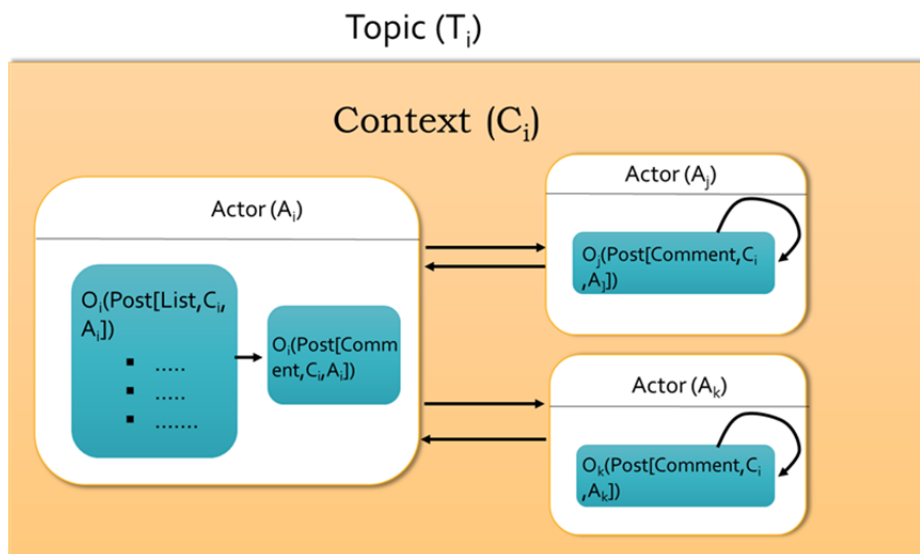 Topic (Tᵢ)
Context (Cᵢ)
Actor (Aᵢ)
Oᵢ(Post[List,Cᵢ,
Aᵢ])
▪ .....
▪ .....
▪ .......
Oᵢ(Post[Comm
ent,Cᵢ,Aᵢ])
Actor (Aⱼ)
Oⱼ(Post[Comment,Cᵢ
,Aⱼ])
Actor (Aₖ)
Oₖ(Post[Comment,Cᵢ
,Aₖ])